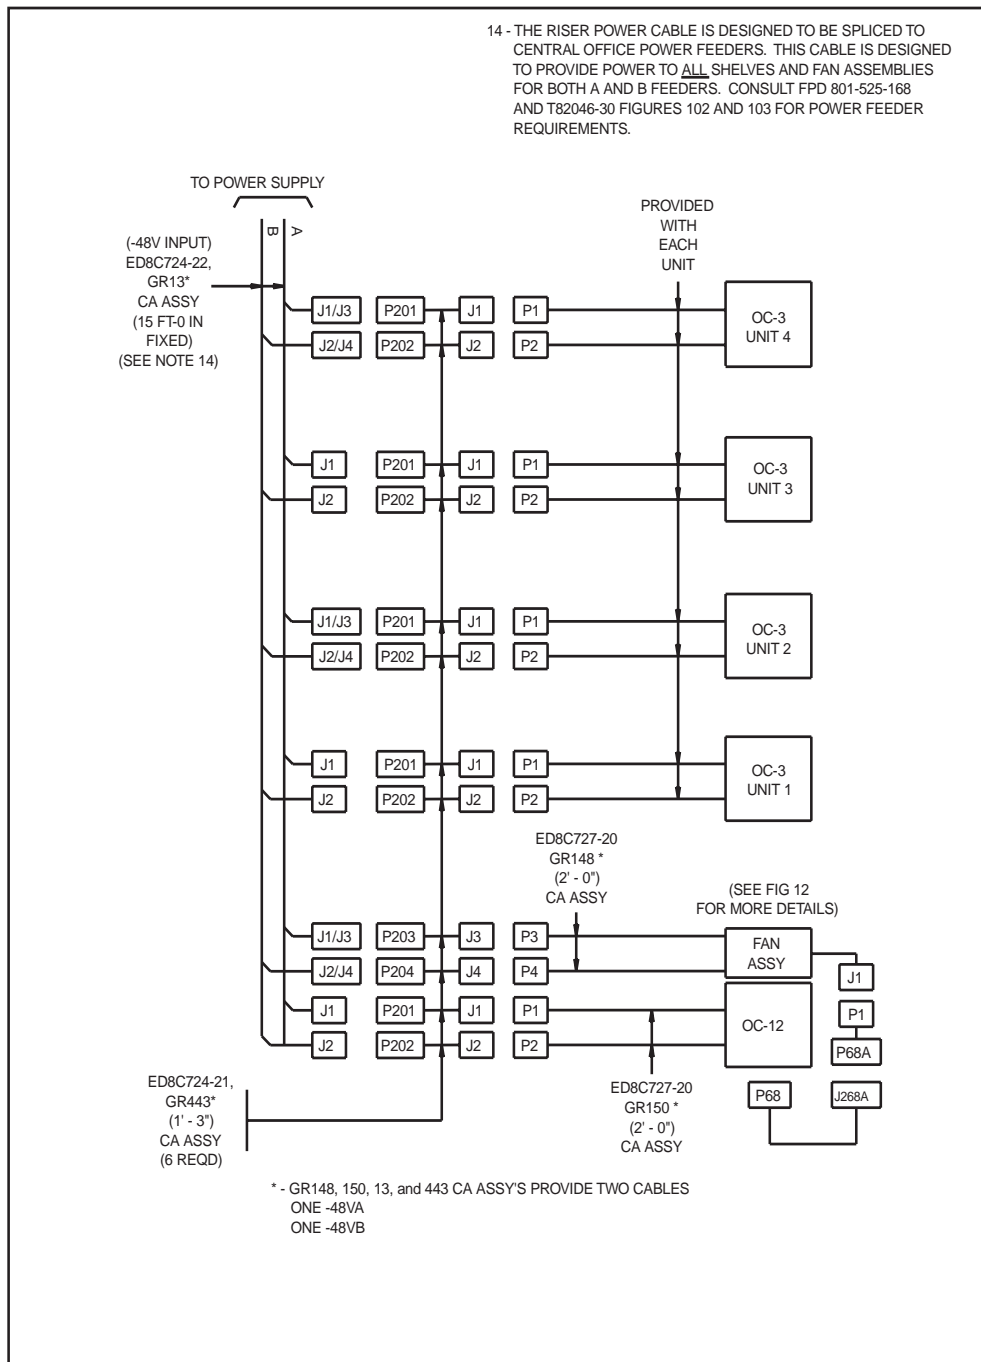 14 - THE RISER POWER CABLE IS DESIGNED TO BE SPLICED TO
CENTRAL OFFICE POWER FEEDERS. THIS CABLE IS DESIGNED
TO PROVIDE POWER TO ALL SHELVES AND FAN ASSEMBLIES
FOR BOTH A AND B FEEDERS. CONSULT FPD 801-525-168
AND T82046-30 FIGURES 102 AND 103 FOR POWER FEEDER
REQUIREMENTS.
TO POWER SUPPLY
B A
(-48V INPUT)
ED8C724-22,
GR13*
CA ASSY
(15 FT-0 IN
FIXED)
(SEE NOTE 14)
PROVIDED
WITH
EACH
UNIT
J1/J3 P201 J1 P1
J2/J4 P202 J2 P2
OC-3
UNIT 4
J1 P201 J1 P1
J2 P202 J2 P2
OC-3
UNIT 3
J1/J3 P201 J1 P1
J2/J4 P202 J2 P2
OC-3
UNIT 2
J1 P201 J1 P1
J2 P202 J2 P2
OC-3
UNIT 1
ED8C727-20
GR148 *
(2' - 0")
CA ASSY
(SEE FIG 12
FOR MORE DETAILS)
J1/J3 P203 J3 P3
J2/J4 P204 J4 P4
FAN
ASSY
J1
J1 P201 J1 P1
J2 P202 J2 P2
OC-12
P1
P68A
P68
J268A
ED8C724-21,
GR443*
(1' - 3")
CA ASSY
(6 REQD)
ED8C727-20
GR150 *
(2' - 0")
CA ASSY
* - GR148, 150, 13, and 443 CA ASSY'S PROVIDE TWO CABLES
ONE -48VA
ONE -48VB